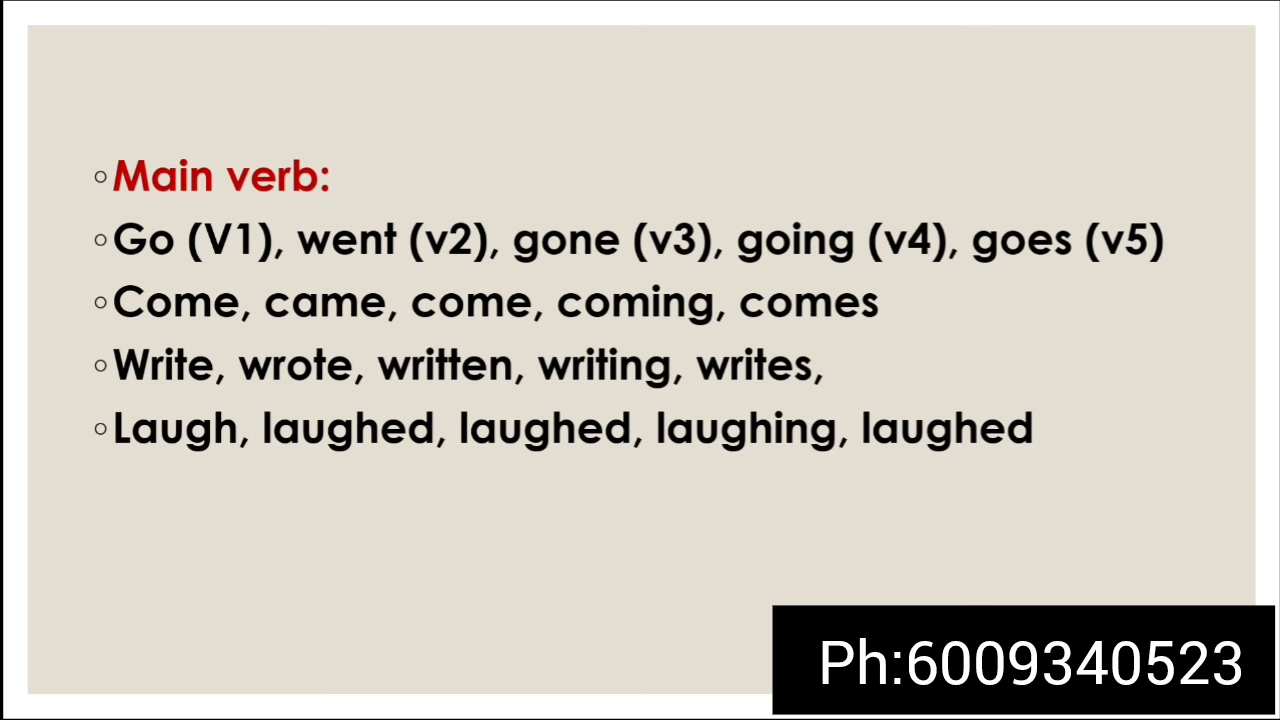 ◦Main verb:
◦Go (V1), went (v2), gone (v3), going (v4), goes (v5)
◦Come, came, come, coming, comes
◦Write, wrote, written, writing, writes,
◦Laugh, laughed, laughed, laughing, laughed
Ph:6009340523